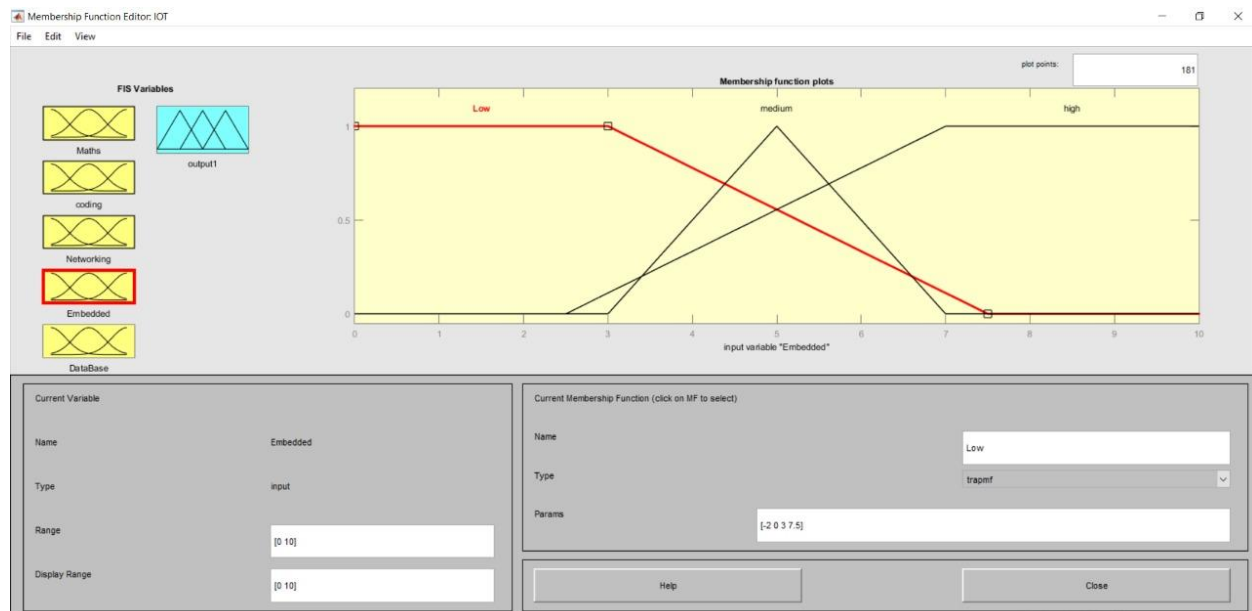 Membership Function Editor: IOT
File Edit View
FIS Variables
Maths
output1
coding
Networking
Embedded
DataBase
plot points: 181
Membership function plots
Low medium high
1
0.5
0
0 1 2 3 4 5 6 7 8 9 10
input variable "Embedded"
Current Variable
Name Embedded
Type input
Range [0 10]
Display Range [0 10]
Current Membership Function (click on MF to select)
Name Low
Type trapmf
Params [-2 0 3 7.5]
Help Close